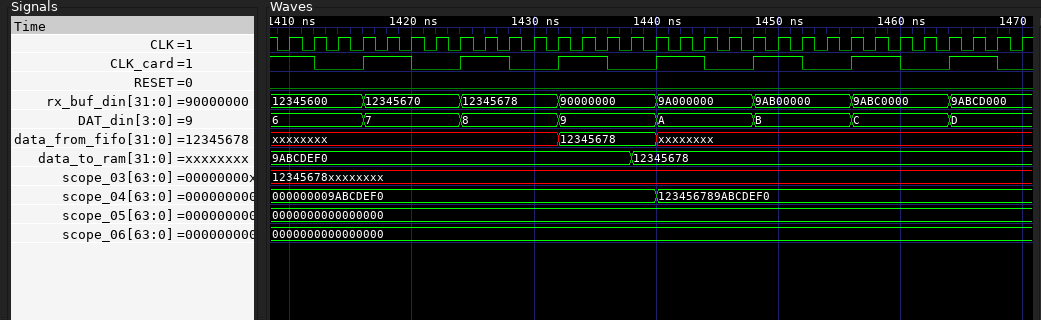 Signals Waves
Time 1410 ns 1420 ns 1430 ns 1440 ns 1450 ns 1460 ns 1470
CLK =1
CLK_card =1
RESET =0
rx_buf_din[31:0] =90000000 12345600 12345670 12345678 90000000 9A000000 9AB00000 9ABC0000 9ABCD000
DAT_din[3:0] =9 6 7 8 9 A B C D
data_from_fifo[31:0] =12345678 xxxxxxxx 12345678 xxxxxxxx
data_to_ram[31:0] =xxxxxxxx 9ABCDEF0 12345678
scope_03[63:0] =00000000x 12345678xxxxxxxx
scope_04[63:0] =000000000 000000009ABCDEF0 123456789ABCDEF0
scope_05[63:0] =000000000 0000000000000000
scope_06[63:0] =000000000 0000000000000000